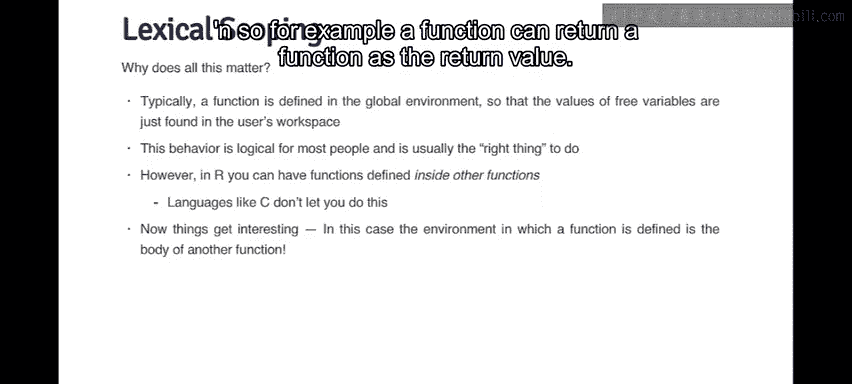 Lexical Scoping
'n so for example a function can return a
function as the return value.
Why does all this matter?
· Typically, a function is defined in the global environment, so that the values of free variables are
just found in the user's workspace
· This behavior is logical for most people and is usually the “right thing” to do
· However, in R you can have functions defined inside other functions
- Languages like C don't let you do this
· Now things get interesting — In this case the environment in which a function is defined is the
body of another function!